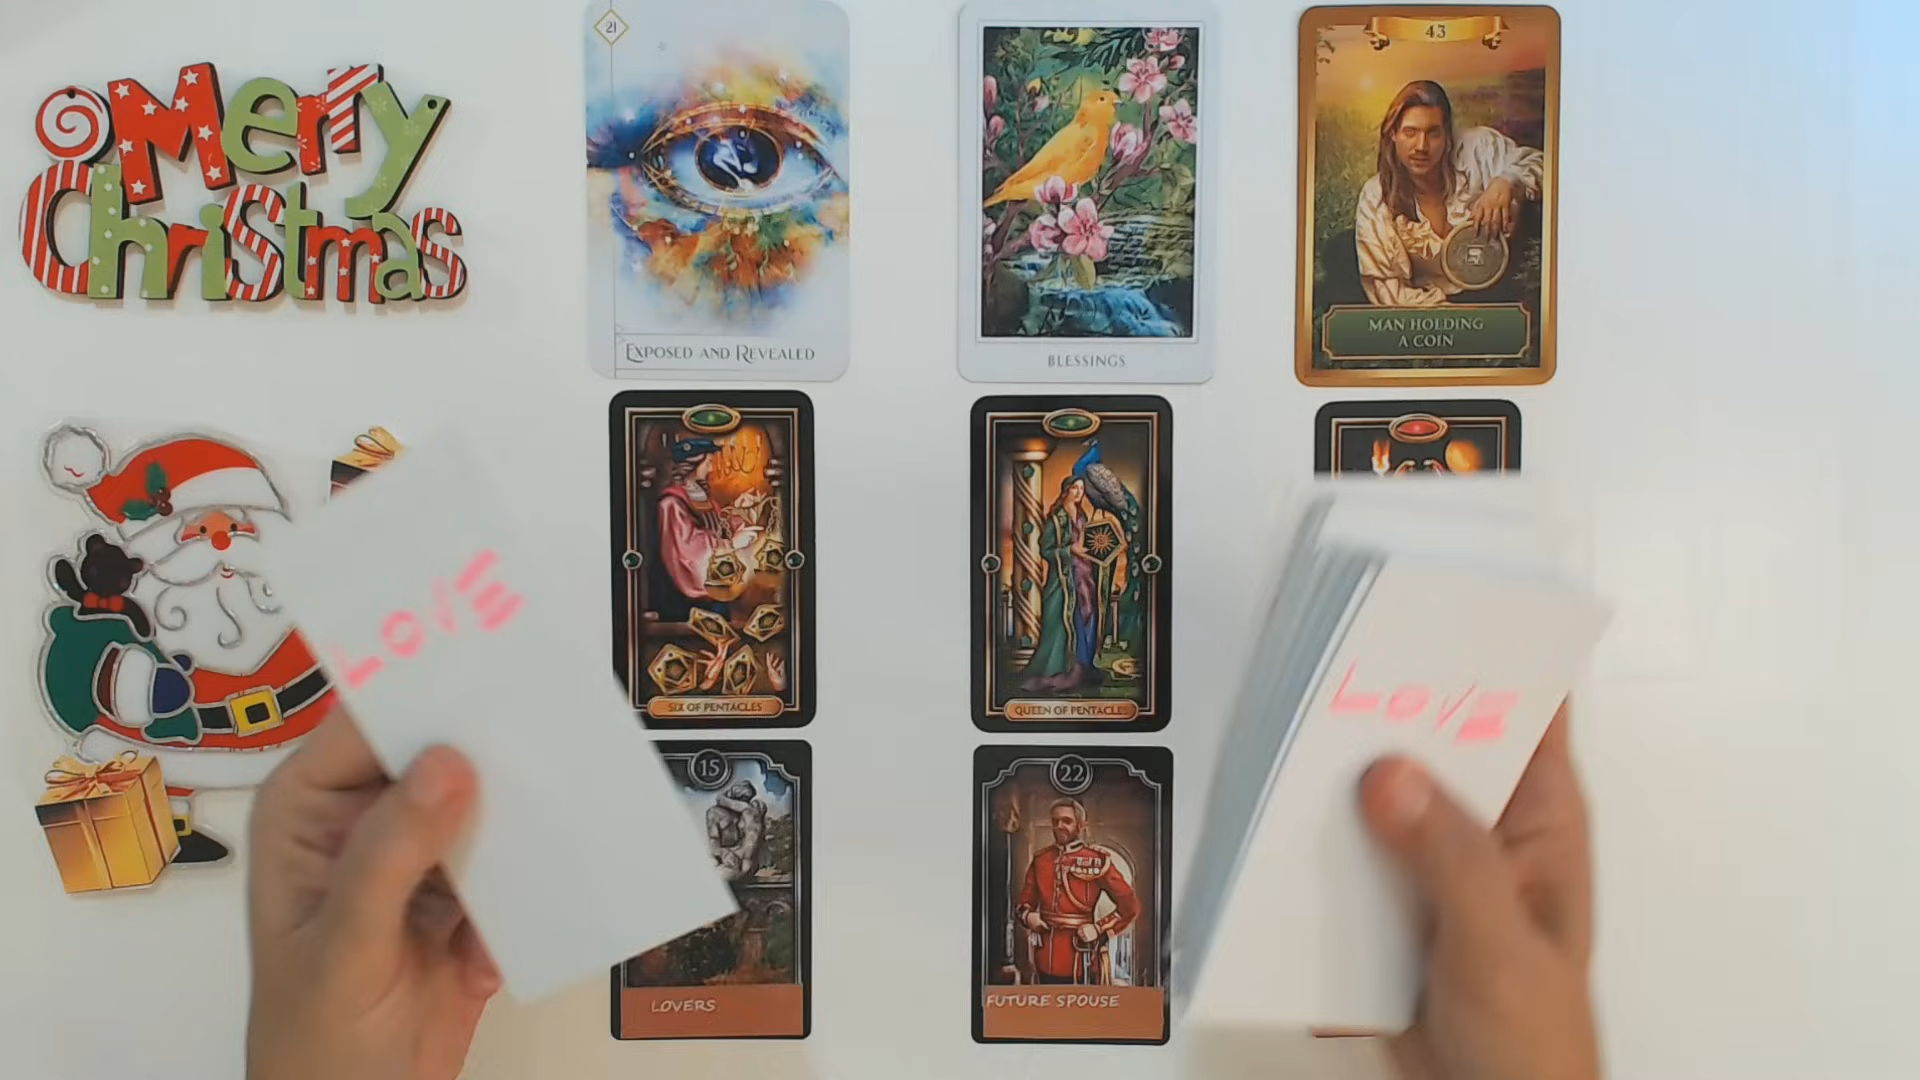 Merry
Christmas
21
EXPOSED AND REVEALED
BLESSINGS
43
MAN HOLDING
A COIN
SIX OF PENTACLES
QUEEN OF PENTACLES
LOVE
LOVE
15
LOVERS
22
FUTURE SPOUSE